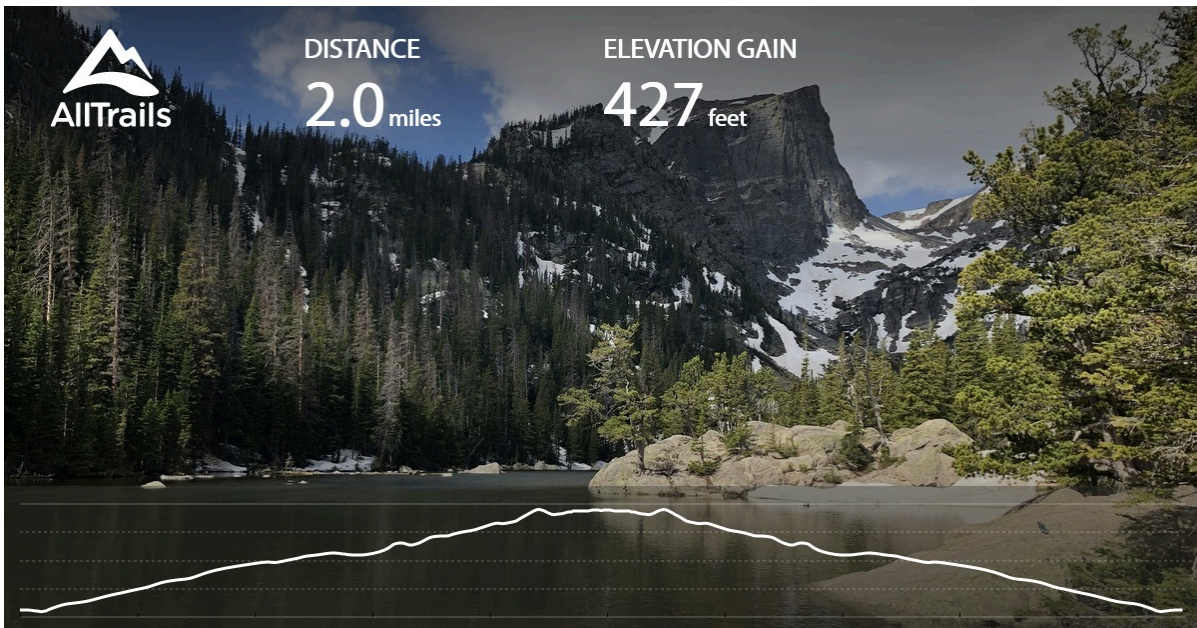 AllTrails
DISTANCE
2.0 miles
ELEVATION GAIN
427 feet